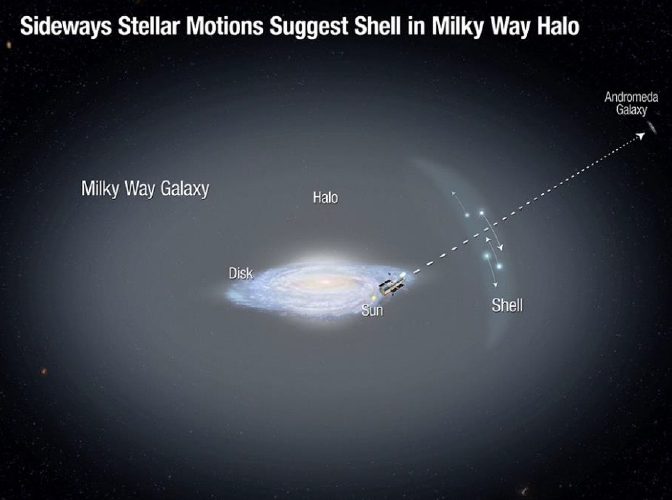 Sideways Stellar Motions Suggest Shell in Milky Way Halo
Andromeda
Galaxy
Milky Way Galaxy
Halo
Disk
Sun
Shell